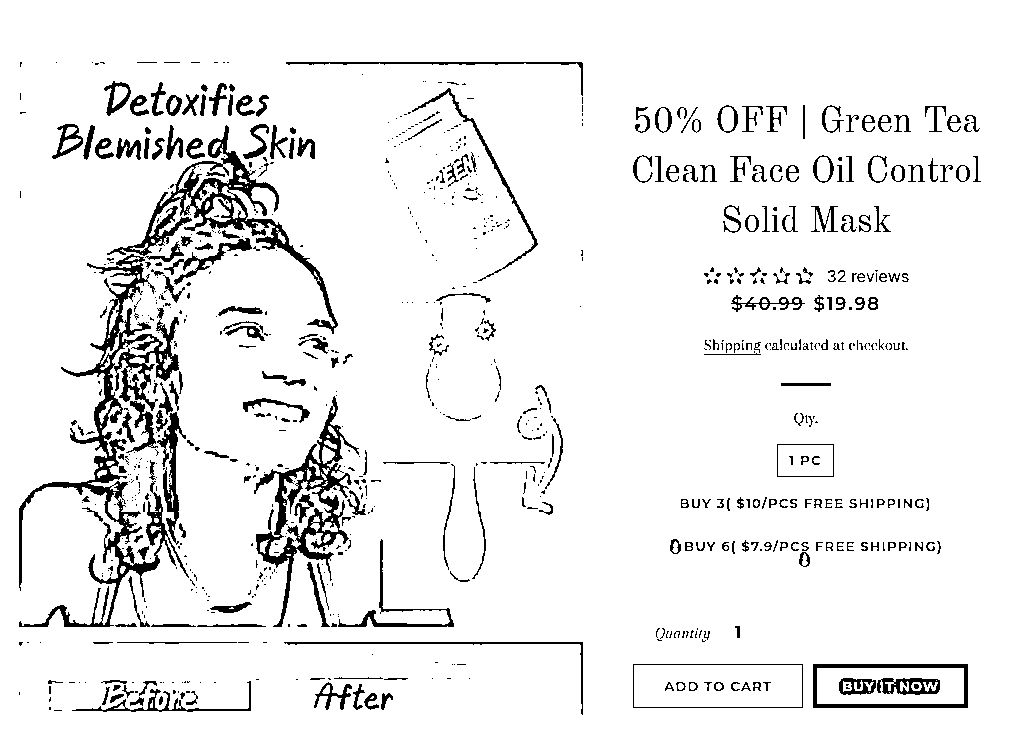 Detoxifies
Blemished Skin
50% OFF | Green Tea
Clean Face Oil Control
Solid Mask
32 reviews
$40.99 $19.98
Shipping calculated at checkout.
Qty.
1 PC
BUY 3( $10/PCS FREE SHIPPING)
BUY 6( $7.9/PCS FREE SHIPPING)
Quantity 1
ADD TO CART
BUY IT NOW
Before
After